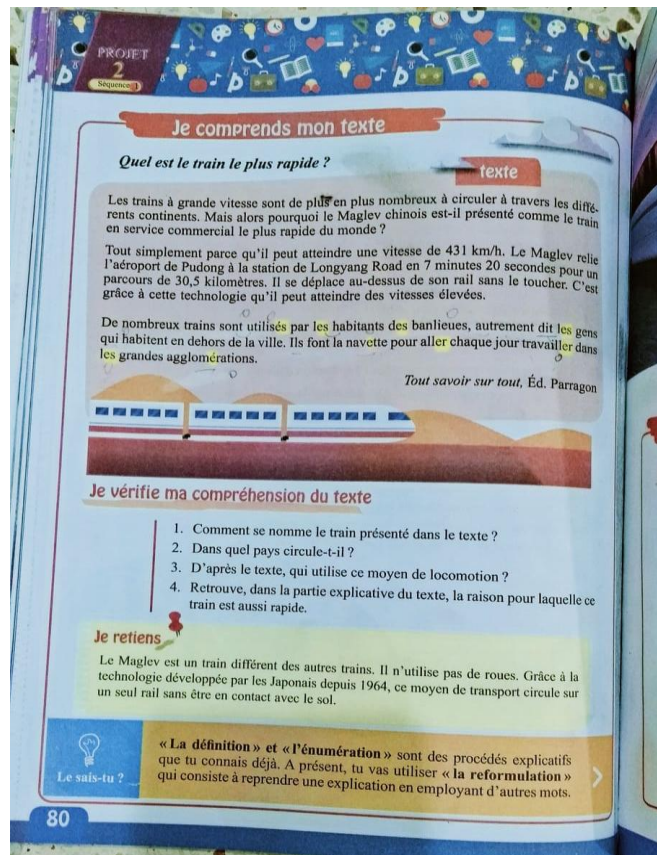 PROJET
2
Séquence 1
Je comprends mon texte
Quel est le train le plus rapide ?
texte
Les trains à grande vitesse sont de plus en plus nombreux à circuler à travers les diffé-
rents continents. Mais alors pourquoi le Maglev chinois est-il présenté comme le train
en service commercial le plus rapide du monde ?
Tout simplement parce qu'il peut atteindre une vitesse de 431 km/h. Le Maglev relie
l'aéroport de Pudong à la station de Longyang Road en 7 minutes 20 secondes pour un
parcours de 30,5 kilomètres. Il se déplace au-dessus de son rail sans le toucher. C'est
grâce à cette technologie qu'il peut atteindre des vitesses élevées.
De nombreux trains sont utilisés par les habitants des banlieues, autrement dit les gens
qui habitent en dehors de la ville. Ils font la navette pour aller chaque jour travailler dans
les grandes agglomérations.
Tout savoir sur tout, Éd. Parragon
Je vérifie ma compréhension du texte
1. Comment se nomme le train présenté dans le texte ?
2. Dans quel pays circule-t-il ?
3. D'après le texte, qui utilise ce moyen de locomotion ?
4. Retrouve, dans la partie explicative du texte, la raison pour laquelle ce
train est aussi rapide.
Je retiens
Le Maglev est un train différent des autres trains. Il n'utilise pas de roues. Grâce à la
technologie développée par les Japonais depuis 1964, ce moyen de transport circule sur
un seul rail sans être en contact avec le sol.
Le sais-tu ?
« La définition » et « l'énumération » sont des procédés explicatifs
que tu connais déjà. A présent, tu vas utiliser « la reformulation »
qui consiste à reprendre une explication en employant d'autres mots.
80